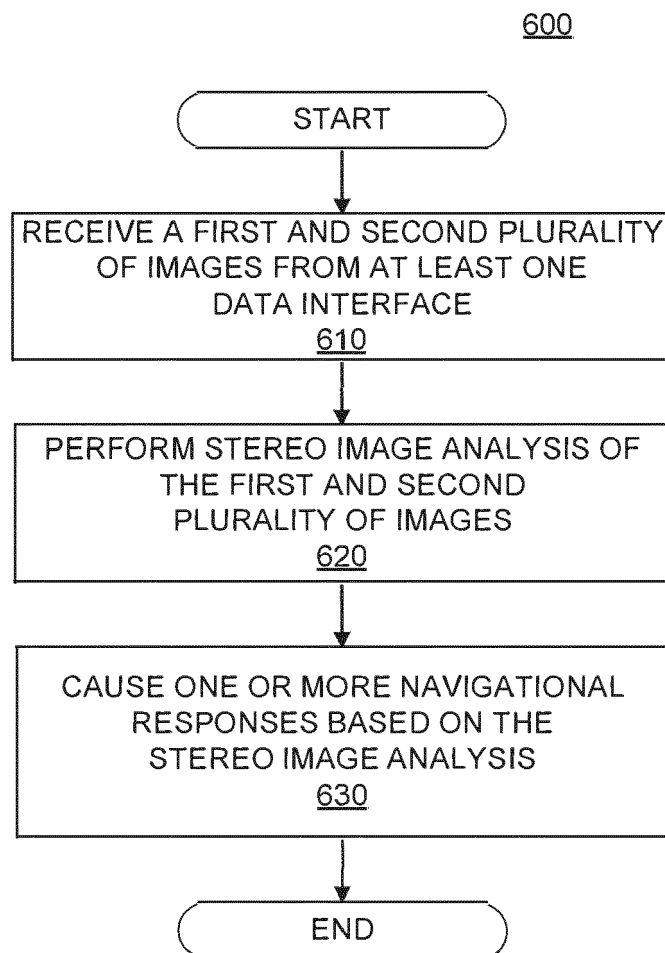 600
START
RECEIVE A FIRST AND SECOND PLURALITY
OF IMAGES FROM AT LEAST ONE
DATA INTERFACE
610
PERFORM STEREO IMAGE ANALYSIS OF
THE FIRST AND SECOND
PLURALITY OF IMAGES
620
CAUSE ONE OR MORE NAVIGATIONAL
RESPONSES BASED ON THE
STEREO IMAGE ANALYSIS
630
END